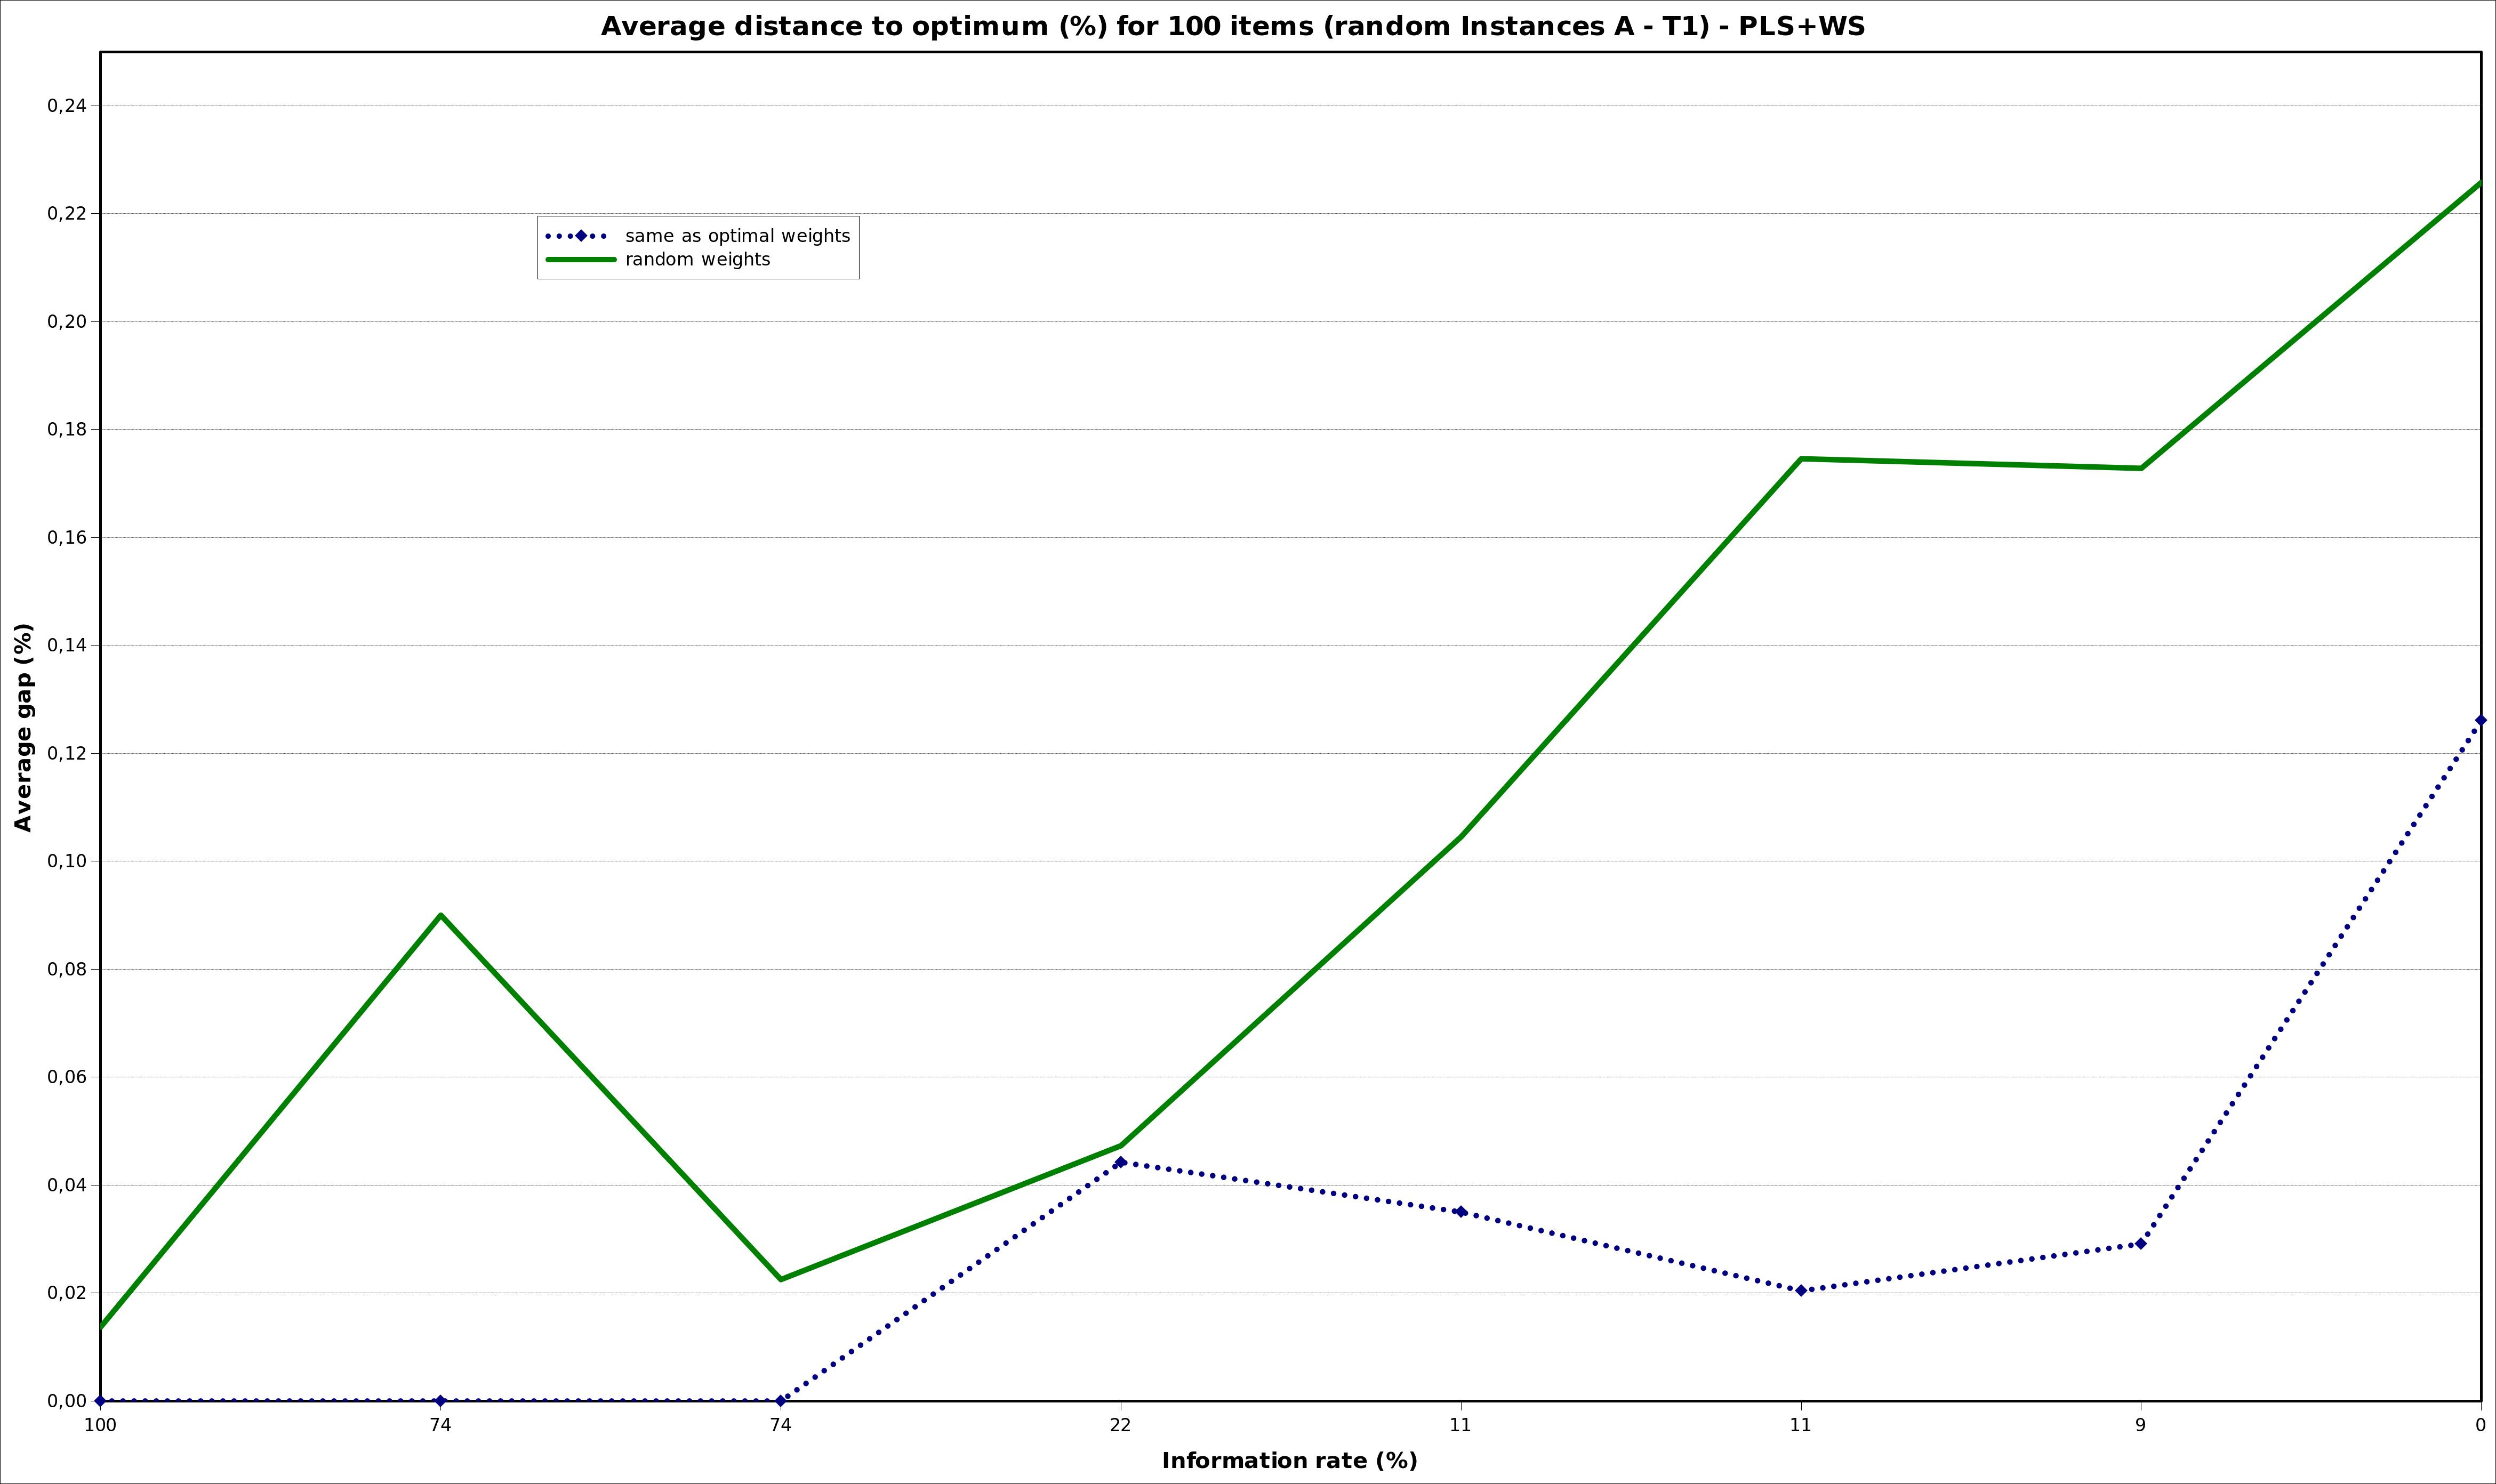 Average distance to optimum (%) for 100 items (random Instances A - T1) - PLS+WS
0,24
0,22
same as optimal weights
random weights
0,20
0,18
0,16
0,14
Average gap (%)
0,12
0,10
0,08
0,06
0,04
0,02
0,00
100 74 74 22 11 11 9 0
Information rate (%)